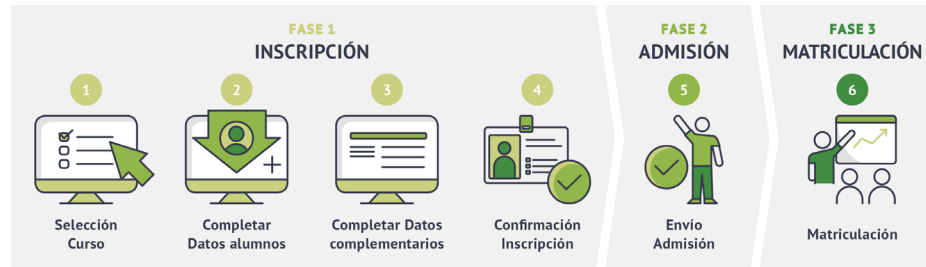 FASE 1
INSCRIPCIÓN
1
Selección
Curso
2
Completar
Datos alumnos
3
Completar Datos
complementarios
4
Confirmación
Inscripción
FASE 2
ADMISIÓN
5
Envío
Admisión
FASE 3
MATRICULACIÓN
6
Matriculación